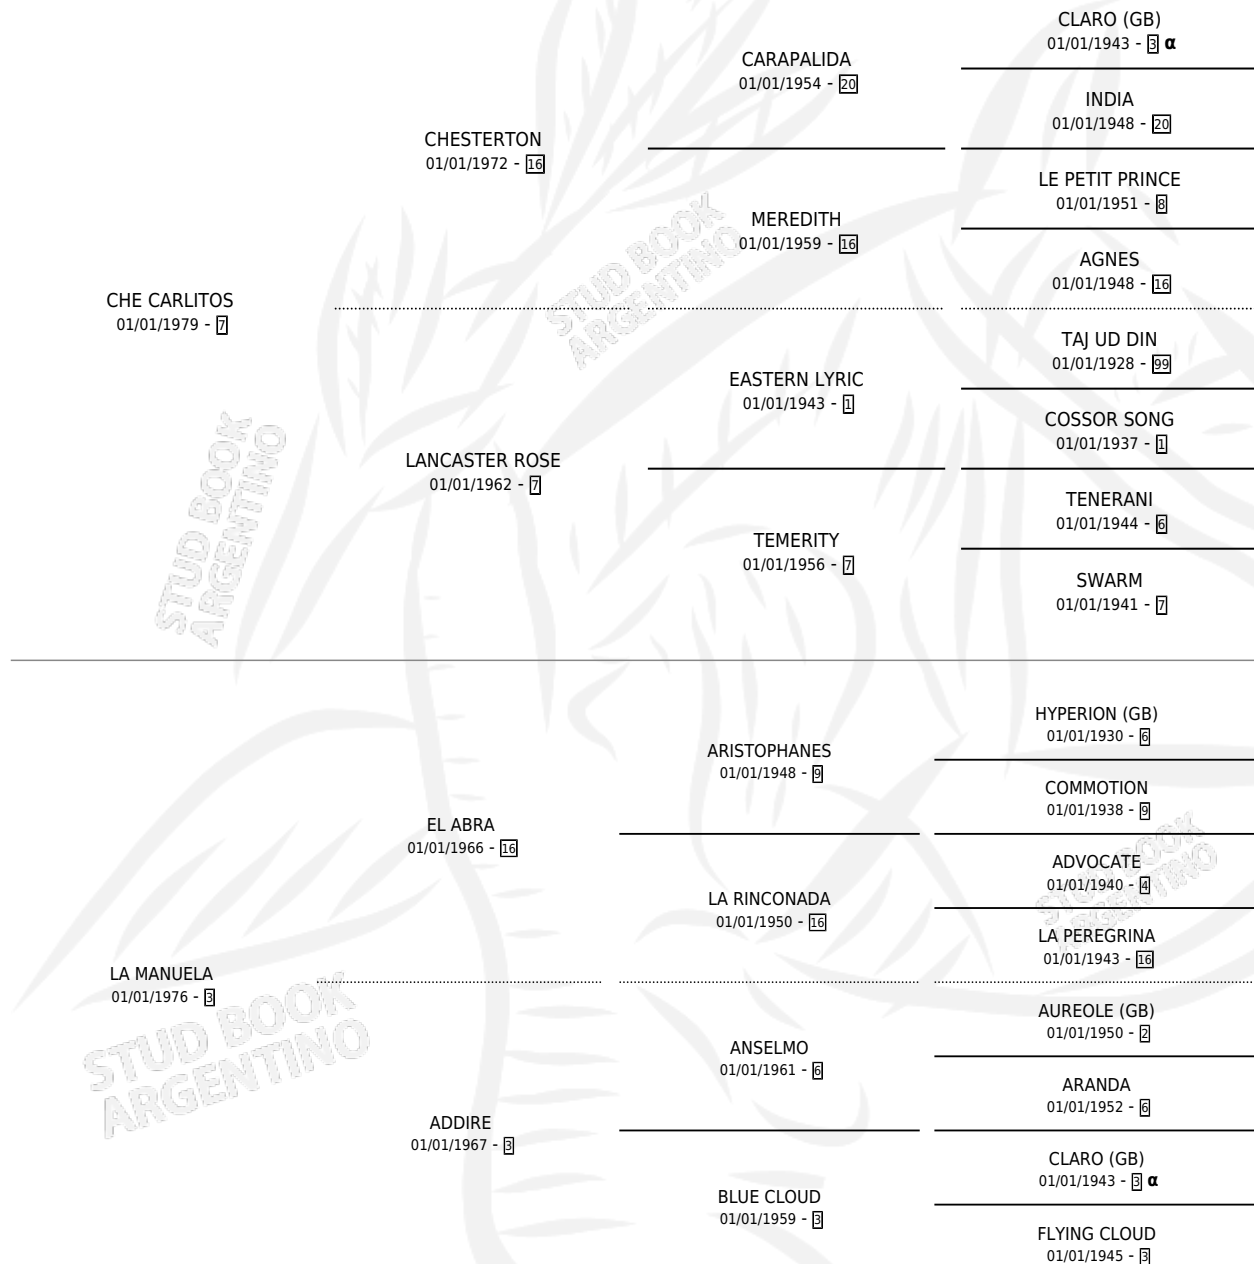 CLARO (GB)
01/01/1943 - 3 α
CARAPALIDA
01/01/1954 - 20
INDIA
01/01/1948 - 20
CHESTERTON
01/01/1972 - 16
LE PETIT PRINCE
01/01/1951 - 8
MEREDITH
01/01/1959 - 16
AGNES
01/01/1948 - 16
CHE CARLITOS
01/01/1979 - 7
TAJ UD DIN
01/01/1928 - 99
EASTERN LYRIC
01/01/1943 - 1
COSSOR SONG
01/01/1937 - 1
LANCASTER ROSE
01/01/1962 - 7
TENERANI
01/01/1944 - 6
TEMERITY
01/01/1956 - 7
SWARM
01/01/1941 - 7
STUD BOOK
ARGENTINO
STUD BOOK
ARGENTINO
HYPERION (GB)
01/01/1930 - 6
ARISTOPHANES
01/01/1948 - 9
COMMOTION
01/01/1938 - 9
EL ABRA
01/01/1966 - 16
ADVOCATE
01/01/1940 - 4
LA RINCONADA
01/01/1950 - 16
LA PEREGRINA
01/01/1943 - 16
LA MANUELA
01/01/1976 - 3
AUREOLE (GB)
01/01/1950 - 2
ANSELMO
01/01/1961 - 6
ARANDA
01/01/1952 - 6
ADDIRE
01/01/1967 - 3
CLARO (GB)
01/01/1943 - 3 α
BLUE CLOUD
01/01/1959 - 3
FLYING CLOUD
01/01/1945 - 3
STUD BOOK
ARGENTINO
STUD BOOK
ARGENTINO